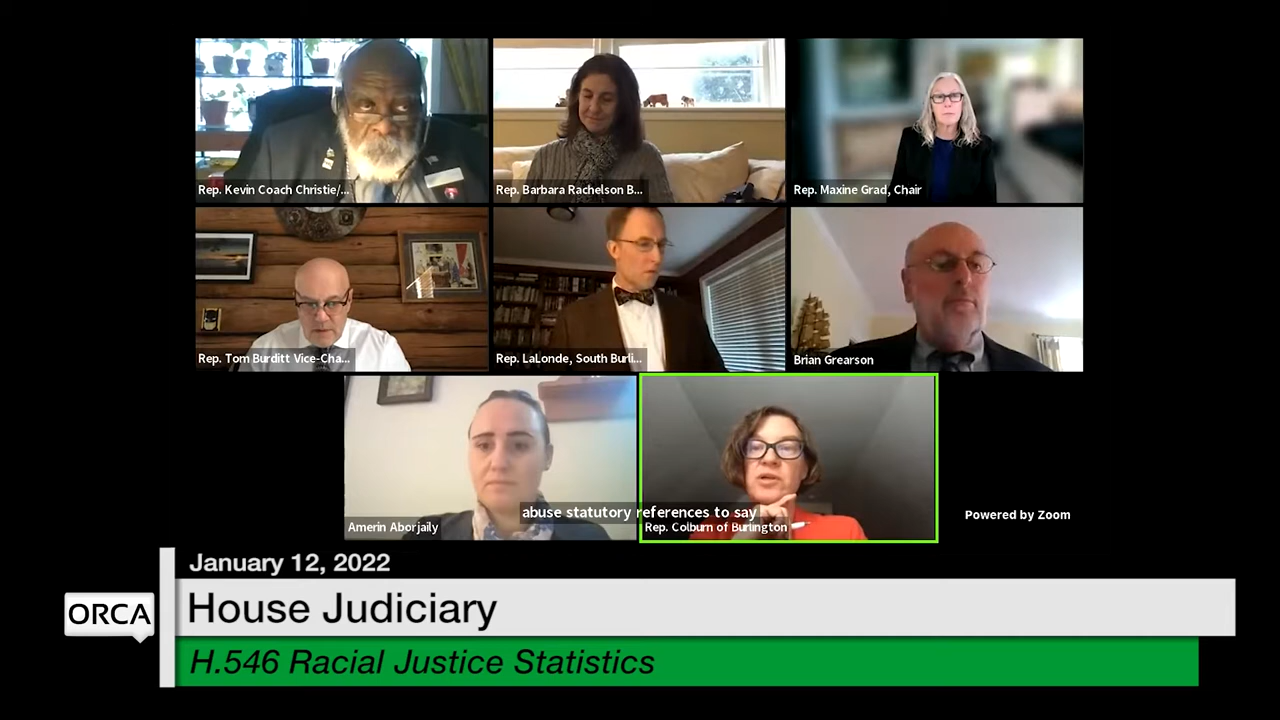 Rep. Kevin Coach Christie/...
Rep. Barbara Rachelson B...
Rep. Maxine Grad, Chair
Rep. Tom Burditt Vice-Cha...
Rep. LaLonde, South Burli...
Brian Grearson
abuse statutory references to say
Amerin Aborjaily
Rep. Colburn of Burlington
Powered by Zoom
January 12, 2022
ORCA
House Judiciary
H.546 Racial Justice Statistics